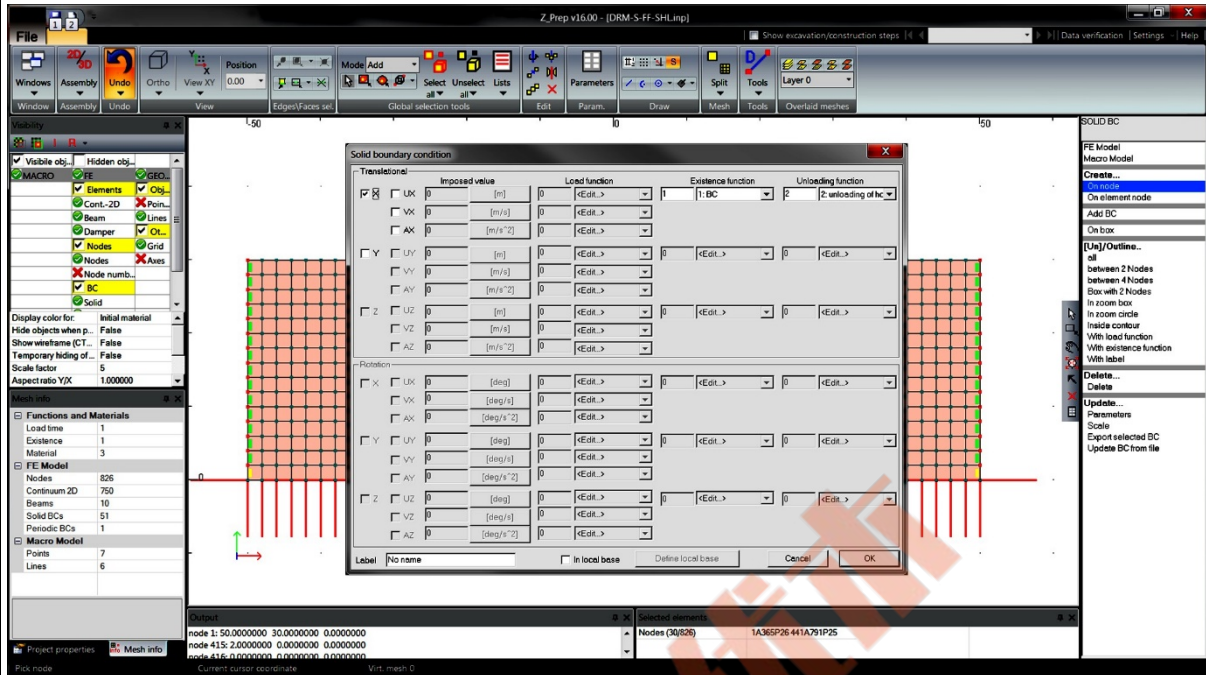 Z_Prep v16.00 - [DRM-S-FF-SHL.inp]
1 2
File
Show excavation/construction steps
Data verification | Settings - | Help
Windows
Assembly
Undo
Ortho
View XY
Position
0.00
Mode Add
Select all
Unselect all
Lists
Parameters
Split
Tools
Layer 0
Window
Assembly
Undo
View
Edges\Faces sel.
Global selection tools
Edit
Param.
Draw
Mesh
Tools
Overlaid meshes
Visibility
Visibile obj...
Hidden obj...
MACRO FE GEO...
Elements Obj...
Cont.-2D Poin...
Beam Lines
Damper Ot...
Nodes Grid
Nodes Axes
Node numb...
BC
Solid
Display color for: Initial material
Hide objects when p... False
Show wireframe (CT... False
Temporary hiding of... False
Scale factor 5
Aspect ratio Y/X 1.000000
Mesh info
Functions and Materials
Load time 1
Existence 1
Material 3
FE Model
Nodes 826
Continuum 2D 750
Beams 10
Solid BCs 51
Periodic BCs 1
Macro Model
Points 7
Lines 6
Project properties
Mesh info
-50
0
50
0
Solid boundary condition
Translational
Imposed value Load function Existence function Unloading function
X UX 0 [m] 0 <Edit...> 1 1: BC 2 2: unloading of hc
VX 0 [m/s] 0 <Edit...>
AX 0 [m/s^2] 0 <Edit...>
Y UY 0 [m] 0 <Edit...> 0 <Edit...> 0 <Edit...>
VY 0 [m/s] 0 <Edit...>
AY 0 [m/s^2] 0 <Edit...>
Z UZ 0 [m] 0 <Edit...> 0 <Edit...> 0 <Edit...>
VZ 0 [m/s] 0 <Edit...>
AZ 0 [m/s^2] 0 <Edit...>
Rotation
X UX 0 [deg] 0 <Edit...> 0 <Edit...> 0 <Edit...>
VX 0 [deg/s] 0 <Edit...>
AX 0 [deg/s^2] 0 <Edit...>
Y UY 0 [deg] 0 <Edit...> 0 <Edit...> 0 <Edit...>
VY 0 [deg/s] 0 <Edit...>
AY 0 [deg/s^2] 0 <Edit...>
Z UZ 0 [deg] 0 <Edit...> 0 <Edit...> 0 <Edit...>
VZ 0 [deg/s] 0 <Edit...>
AZ 0 [deg/s^2] 0 <Edit...>
Label No name
In local base
Define local base
Cancel
OK
SOLID BC
FE Model
Macro Model
Create...
On node
On element node
Add BC
On box
[Un]/Outline..
all
between 2 Nodes
between 4 Nodes
Box with 2 Nodes
In zoom box
In zoom circle
Inside contour
With load function
With existence function
With label
Delete...
Delete
Update...
Parameters
Scale
Export selected BC
Update BC from file
Output
node 1: 50.0000000 30.0000000 0.0000000
node 415: 2.0000000 0.0000000 0.0000000
node 416: 0.0000000 0.0000000 0.0000000
Selected elements
Nodes (30/826) 1A365P26 441A791P25
Pick node
Current cursor coordinate
Virt. mesh 0